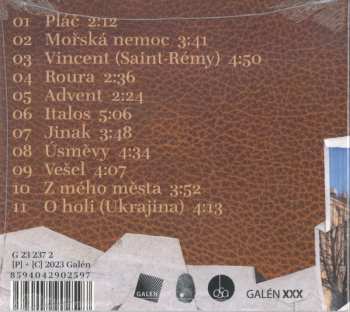 01 Pláč 2:12
02 Mořská nemoc 3:41
03 Vincent (Saint-Rémy) 4:50
04 Roura 2:36
05 Advent 2:24
06 Italos 5:06
07 Jinak 3:48
08 Úsměvy 4:34
09 Vešel 4:07
10 Z mého města 3:52
11 O holi (Ukrajina) 4:13
G 23 237 2
[P] + [C] 2023 Galén
8594042902597
GALÉN
osa
GALÉN XXX